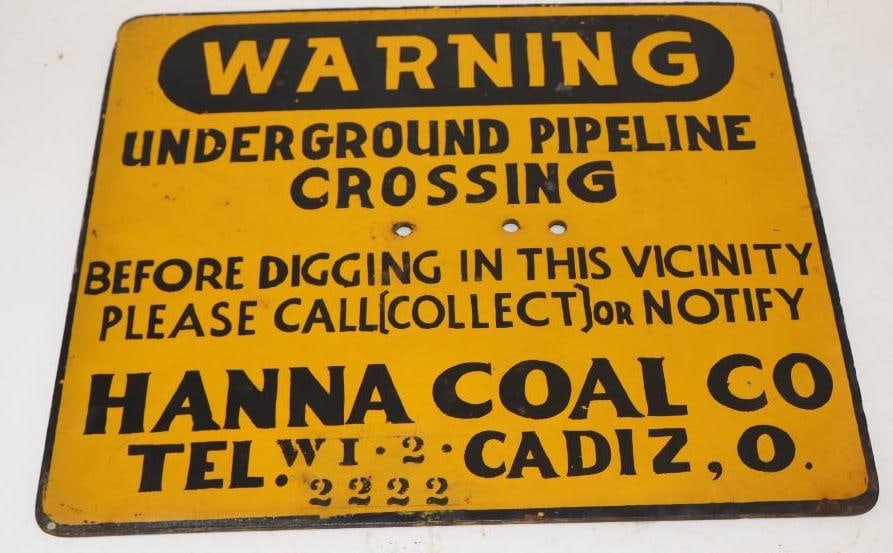 WARNING
UNDERGROUND PIPELINE
CROSSING
BEFORE DIGGING IN THIS VICINITY
PLEASE CALL[COLLECT]OR NOTIFY
HANNA COAL CO
TEL. WI·2· CADIZ, O.
2222